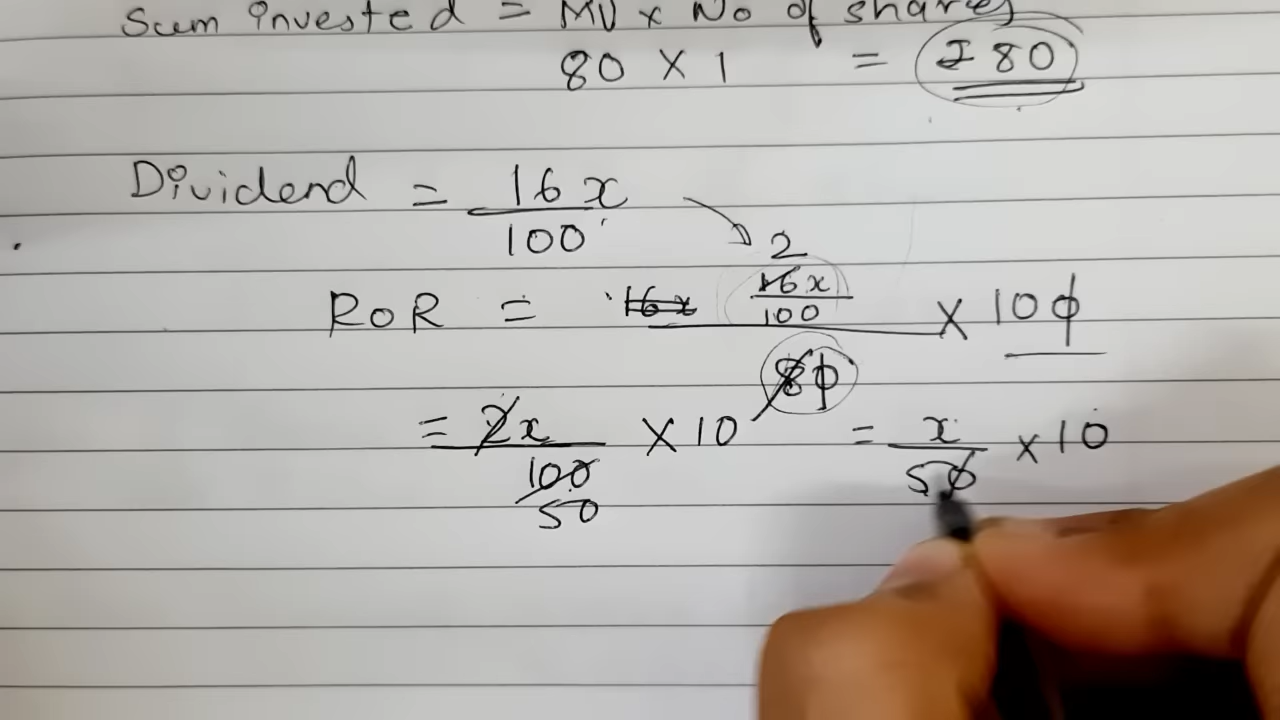 Sum invested = MV x No of shares
80 X 1 = ₹ 80
Dividend = 16x
100
2
ROR = 16x 16x
100 X 100
80
= 2x X 10 = x x 10
100 50
50